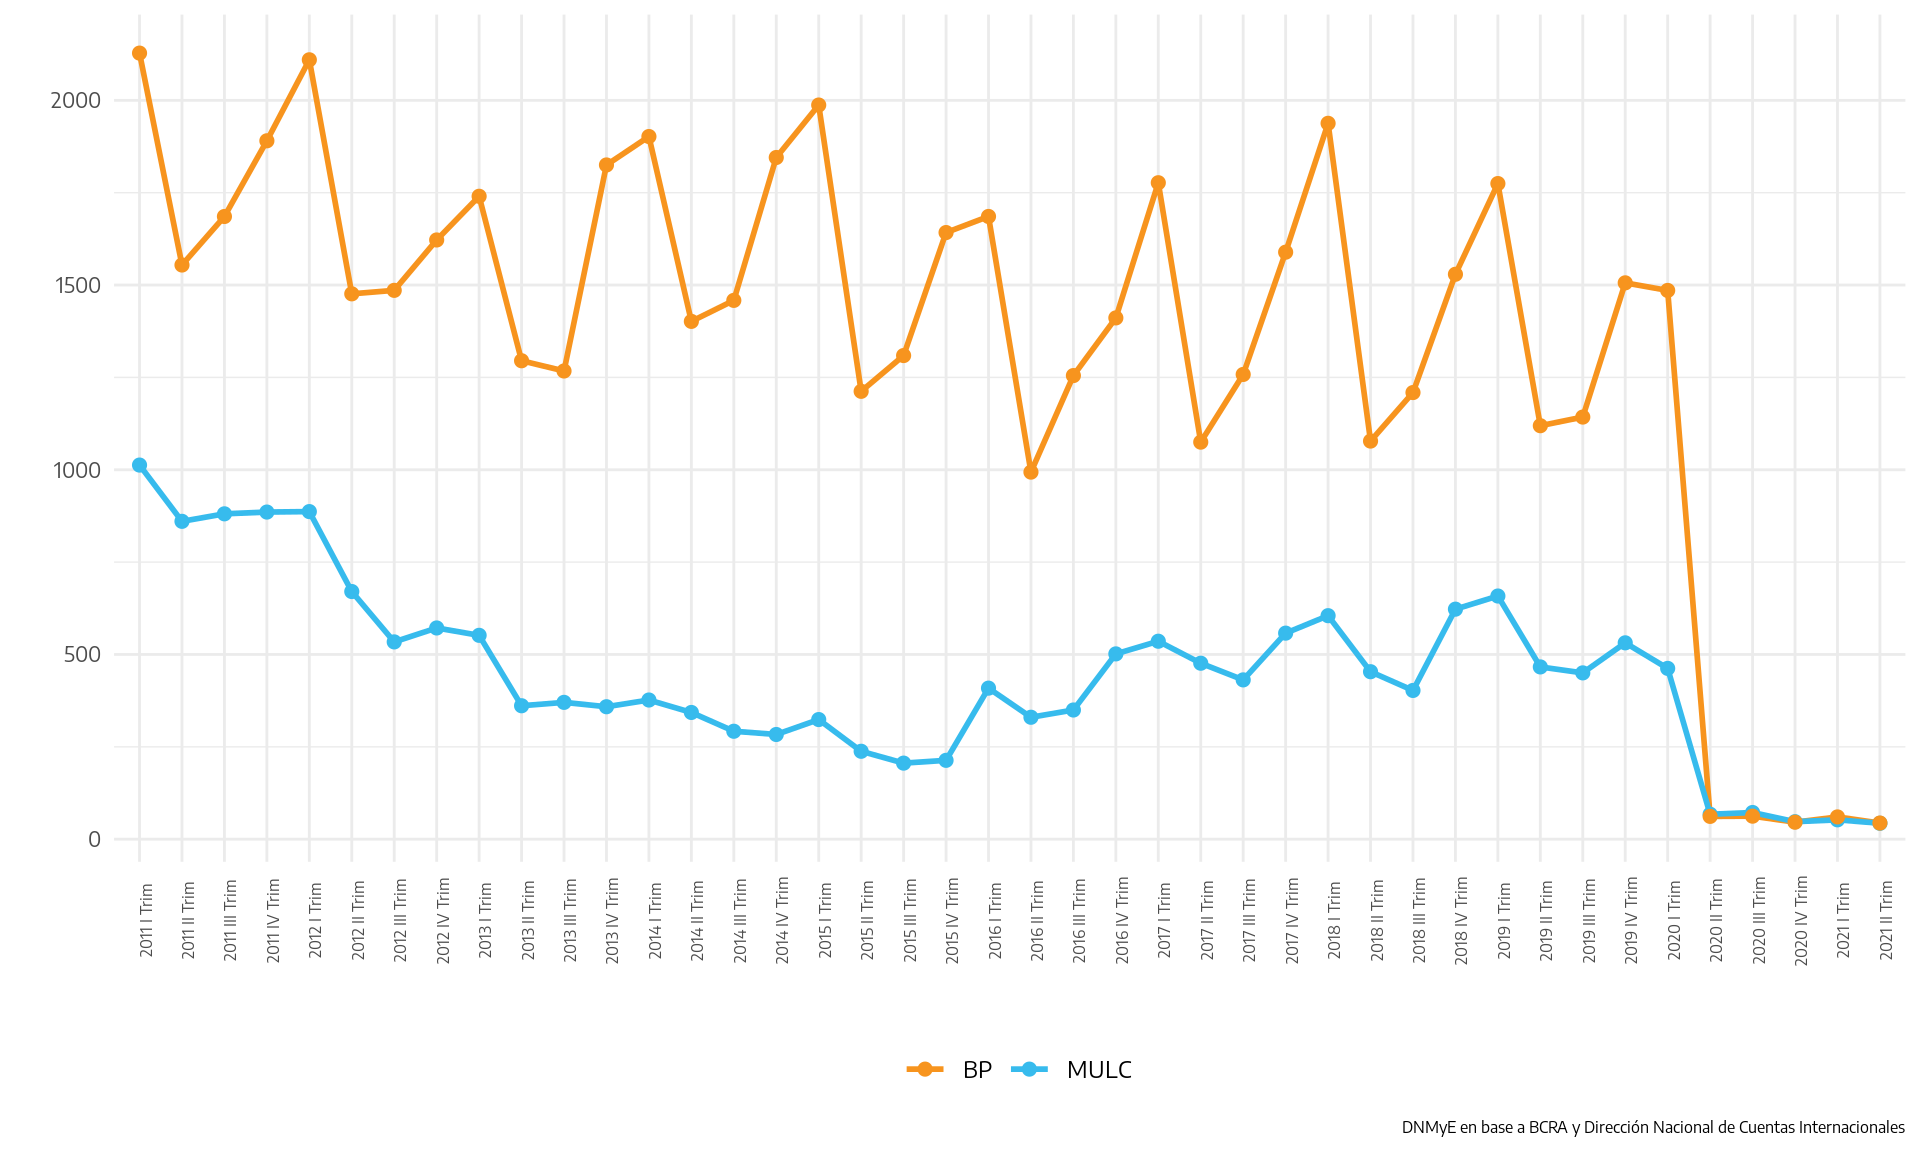 2000
1500
1000
500
0
2011 I Trim
2011 II Trim
2011 III Trim
2011 IV Trim
2012 I Trim
2012 II Trim
2012 III Trim
2012 IV Trim
2013 I Trim
2013 II Trim
2013 III Trim
2013 IV Trim
2014 I Trim
2014 II Trim
2014 III Trim
2014 IV Trim
2015 I Trim
2015 II Trim
2015 III Trim
2015 IV Trim
2016 I Trim
2016 II Trim
2016 III Trim
2016 IV Trim
2017 I Trim
2017 II Trim
2017 III Trim
2017 IV Trim
2018 I Trim
2018 II Trim
2018 III Trim
2018 IV Trim
2019 I Trim
2019 II Trim
2019 III Trim
2019 IV Trim
2020 I Trim
2020 II Trim
2020 III Trim
2020 IV Trim
2021 I Trim
2021 II Trim
BP MULC
DNMyE en base a BCRA y Dirección Nacional de Cuentas Internacionales